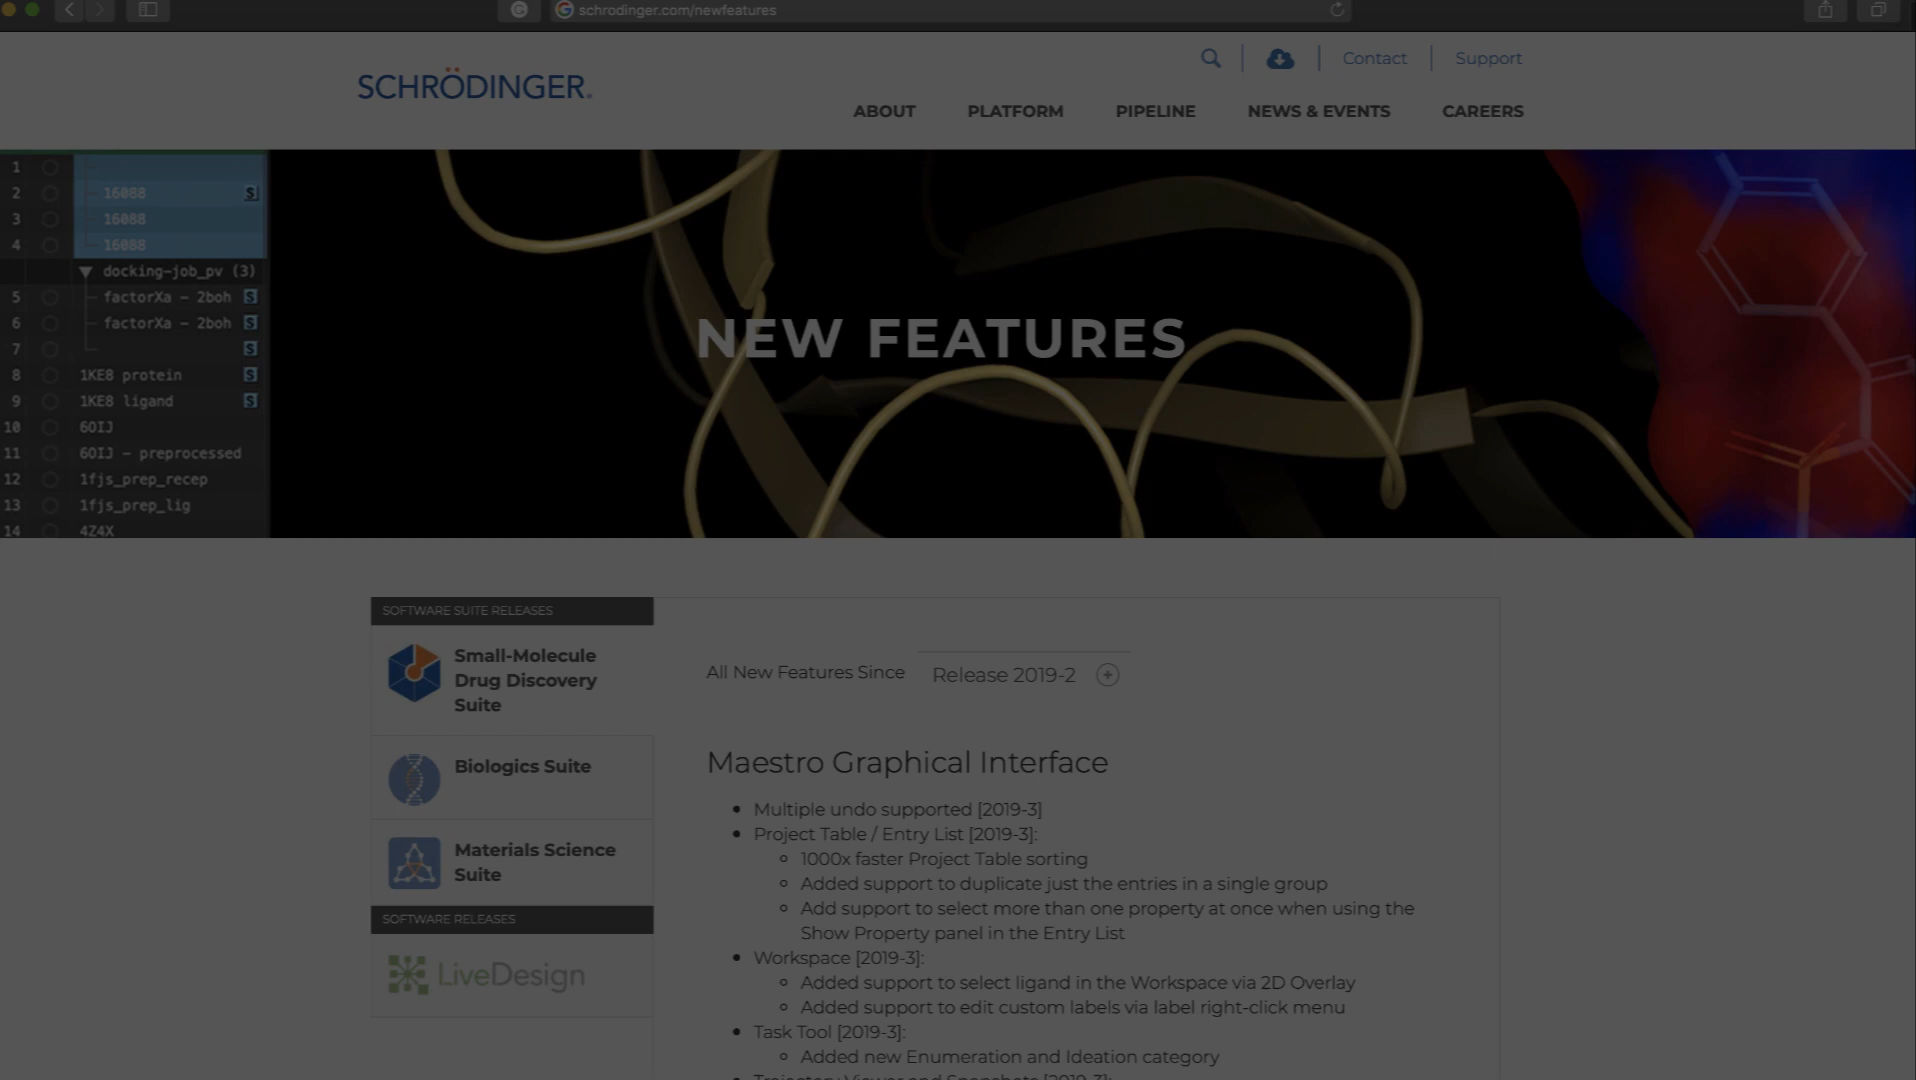 schrodinger.com/newfeatures
Contact
Support
SCHRÖDINGER
ABOUT
PLATFORM
PIPELINE
NEWS & EVENTS
CAREERS
1
2 16088 S
3 16088
4 16088
docking-job_pv (3)
5 factorXa - 2boh S
6 factorXa - 2boh S
7 S
8 1KE8 protein S
9 1KE8 ligand S
10 6OIJ
11 6OIJ - preprocessed
12 1fjs_prep_recep
13 1fjs_prep_lig
14 4Z4X
NEW FEATURES
SOFTWARE SUITE RELEASES
Small-Molecule
Drug Discovery
Suite
Biologics Suite
Materials Science
Suite
SOFTWARE RELEASES
LiveDesign
All New Features Since
Release 2019-2
Maestro Graphical Interface
• Multiple undo supported [2019-3]
• Project Table / Entry List [2019-3]:
◦ 1000x faster Project Table sorting
◦ Added support to duplicate just the entries in a single group
◦ Add support to select more than one property at once when using the
Show Property panel in the Entry List
• Workspace [2019-3]:
◦ Added support to select ligand in the Workspace via 2D Overlay
◦ Added support to edit custom labels via label right-click menu
• Task Tool [2019-3]:
◦ Added new Enumeration and Ideation category
• Trajectory Viewer and Snapshots [2019-3]: